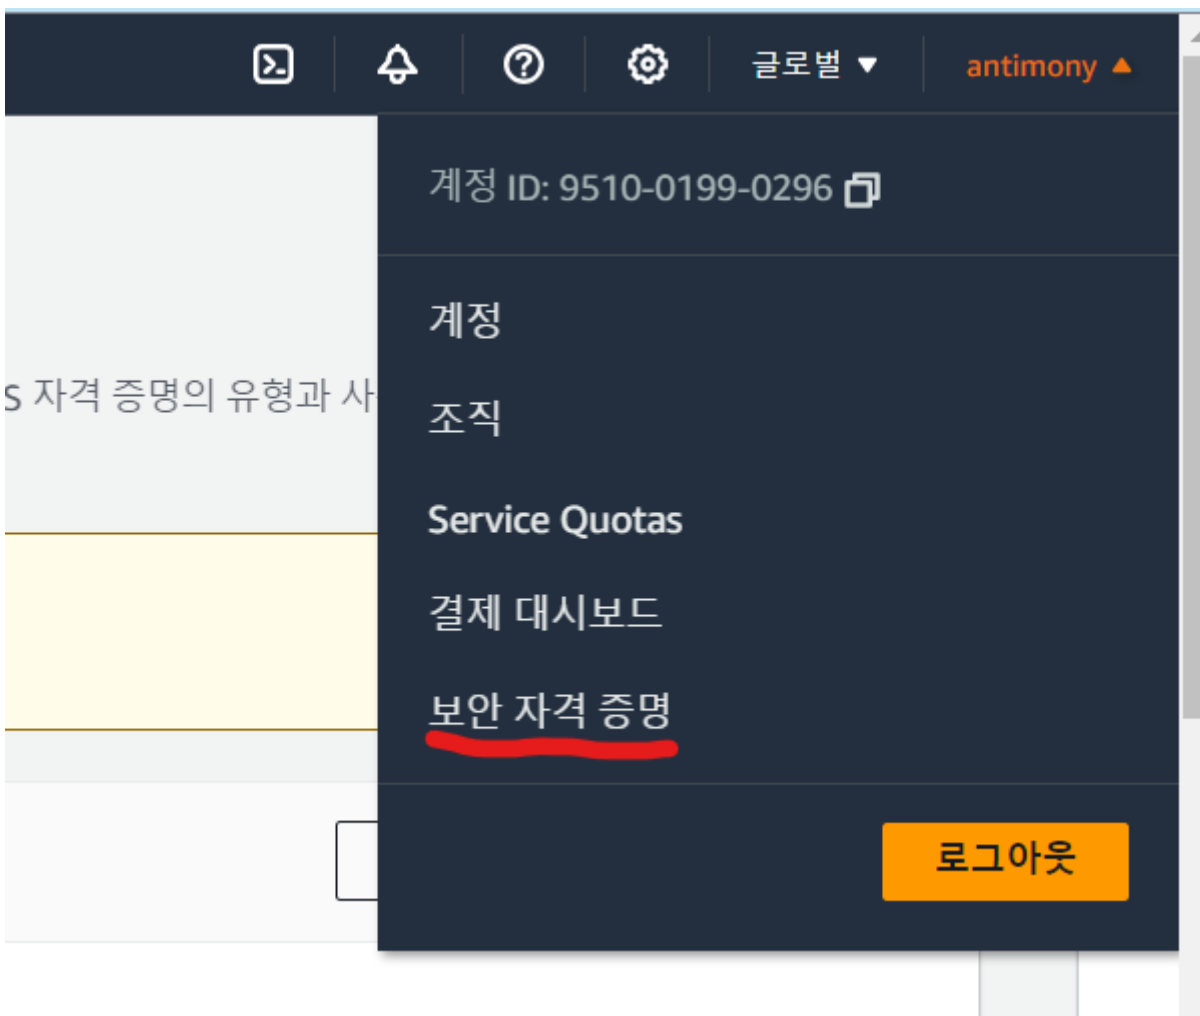 글로벌 ▼ antimony ▲
계정 ID: 9510-0199-0296
계정
조직
s 자격 증명의 유형과 사
Service Quotas
결제 대시보드
보안 자격 증명
로그아웃